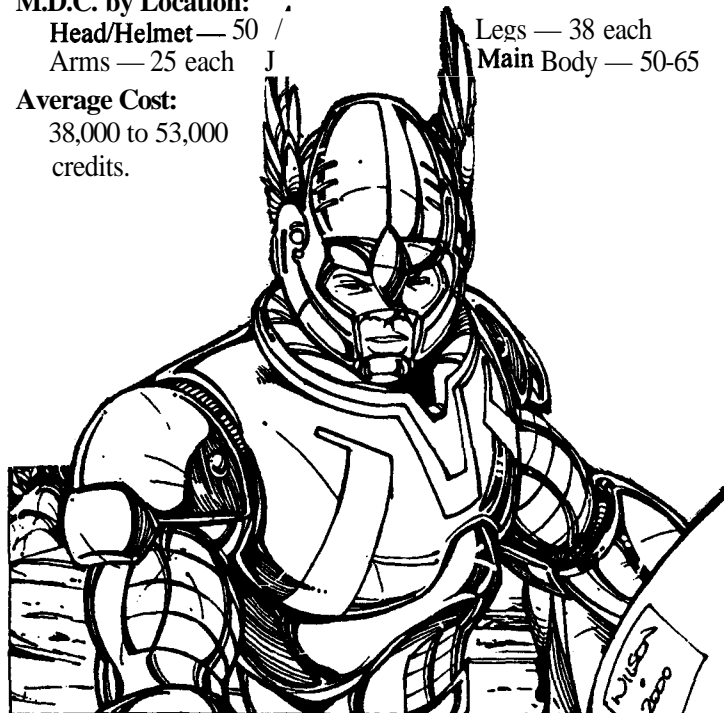 M.D.C. by Location:
Head/Helmet — 50 /
Arms — 25 each J
Legs — 38 each
Main Body — 50-65
Average Cost:
38,000 to 53,000
credits.
WILSON
2000